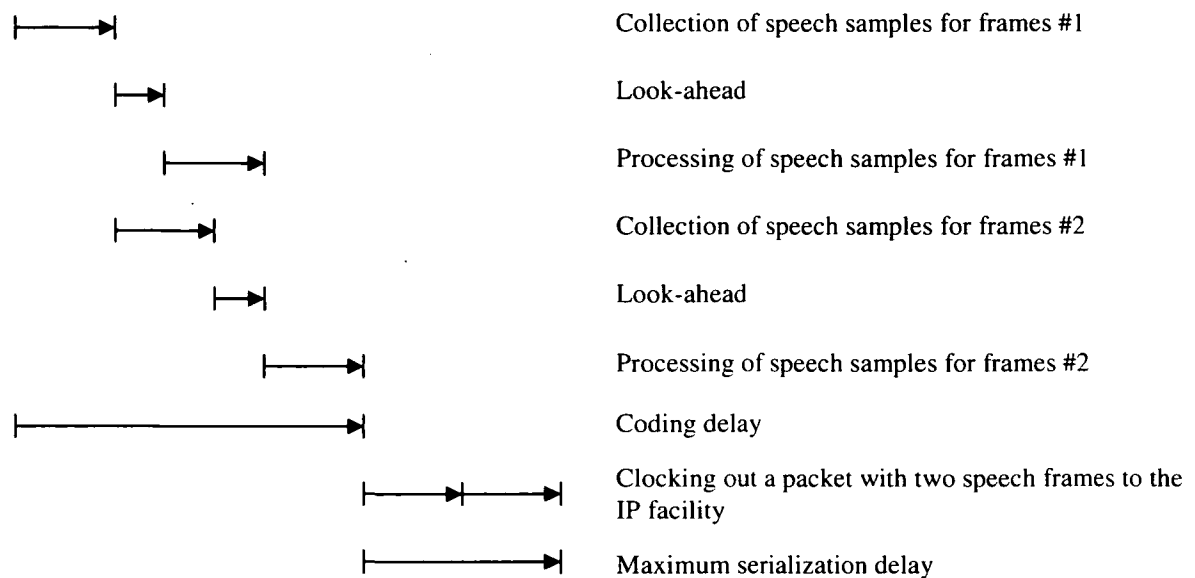 Collection of speech samples for frames #1
Look-ahead
Processing of speech samples for frames #1
Collection of speech samples for frames #2
Look-ahead
Processing of speech samples for frames #2
Coding delay
Clocking out a packet with two speech frames to the
IP facility
Maximum serialization delay